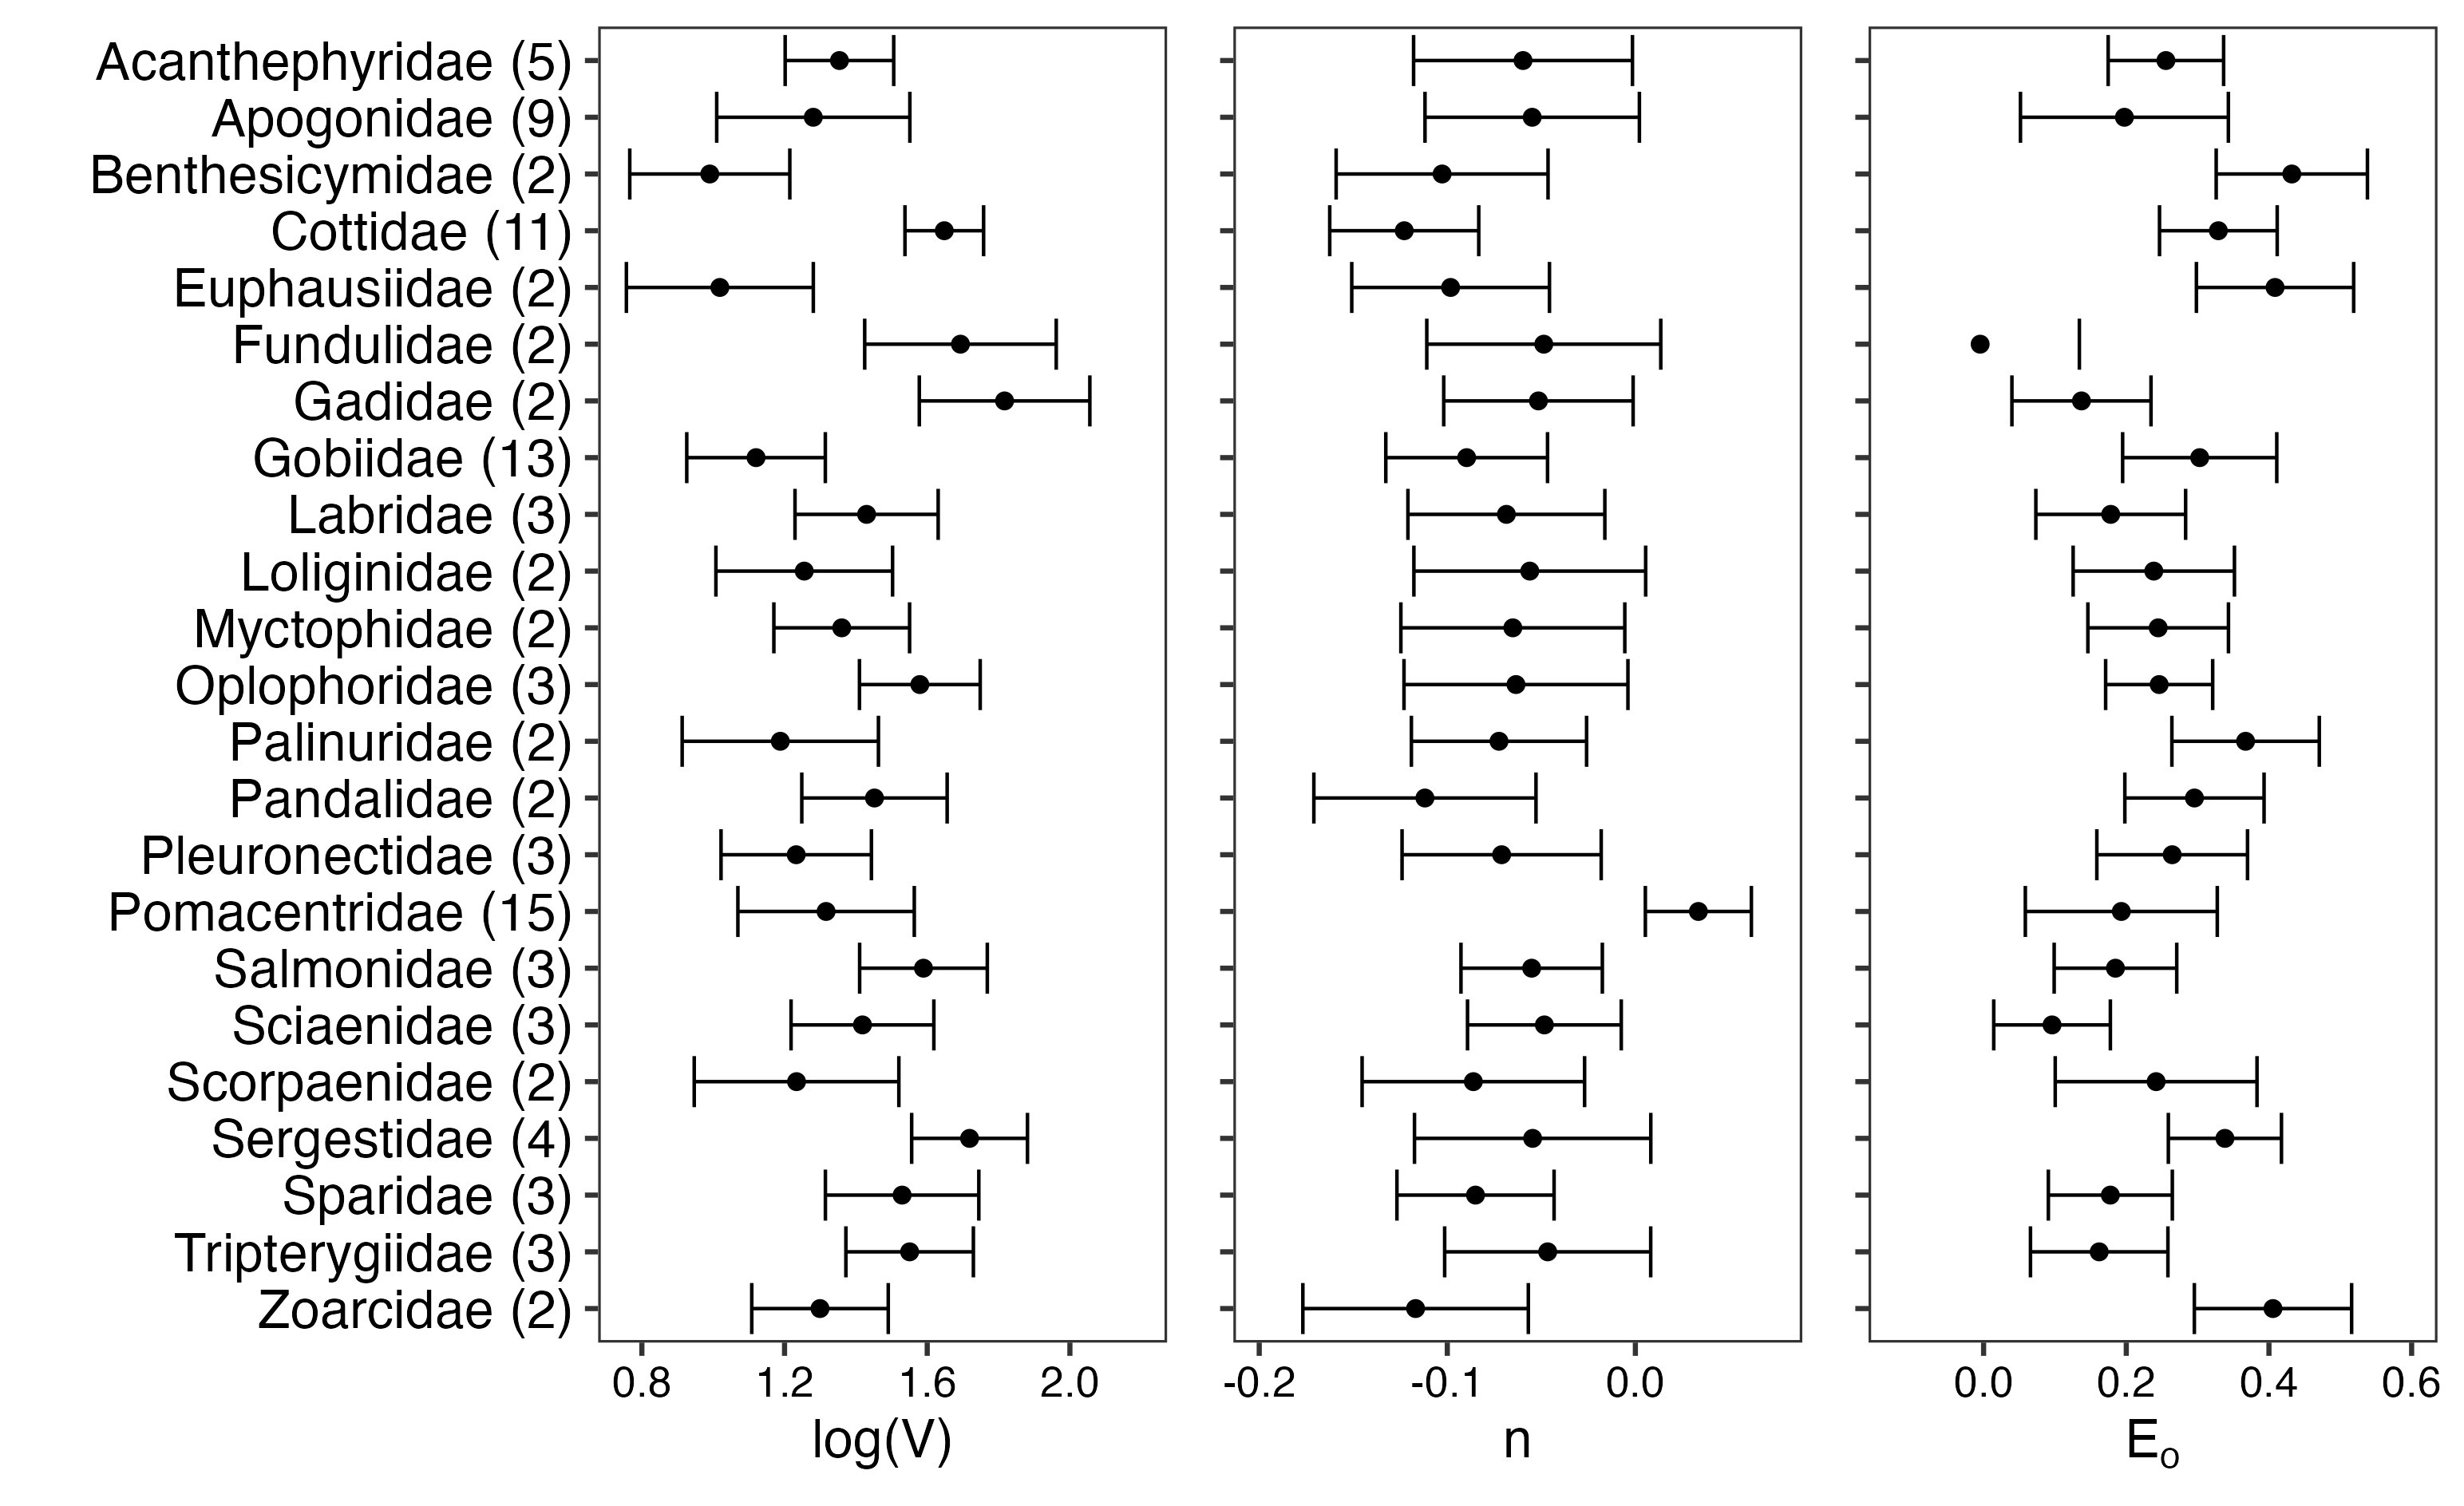 Acanthephyridae (5)
Apogonidae (9)
Benthesicymidae (2)
Cottidae (11)
Euphausiidae (2)
Fundulidae (2)
Gadidae (2)
Gobiidae (13)
Labridae (3)
Loliginidae (2)
Myctophidae (2)
Oplophoridae (3)
Palinuridae (2)
Pandalidae (2)
Pleuronectidae (3)
Pomacentridae (15)
Salmonidae (3)
Sciaenidae (3)
Scorpaenidae (2)
Sergestidae (4)
Sparidae (3)
Tripterygiidae (3)
Zoarcidae (2)
0.8 1.2 1.6 2.0
log(V)
-0.2 -0.1 0.0
n
0.0 0.2 0.4 0.6
Eo